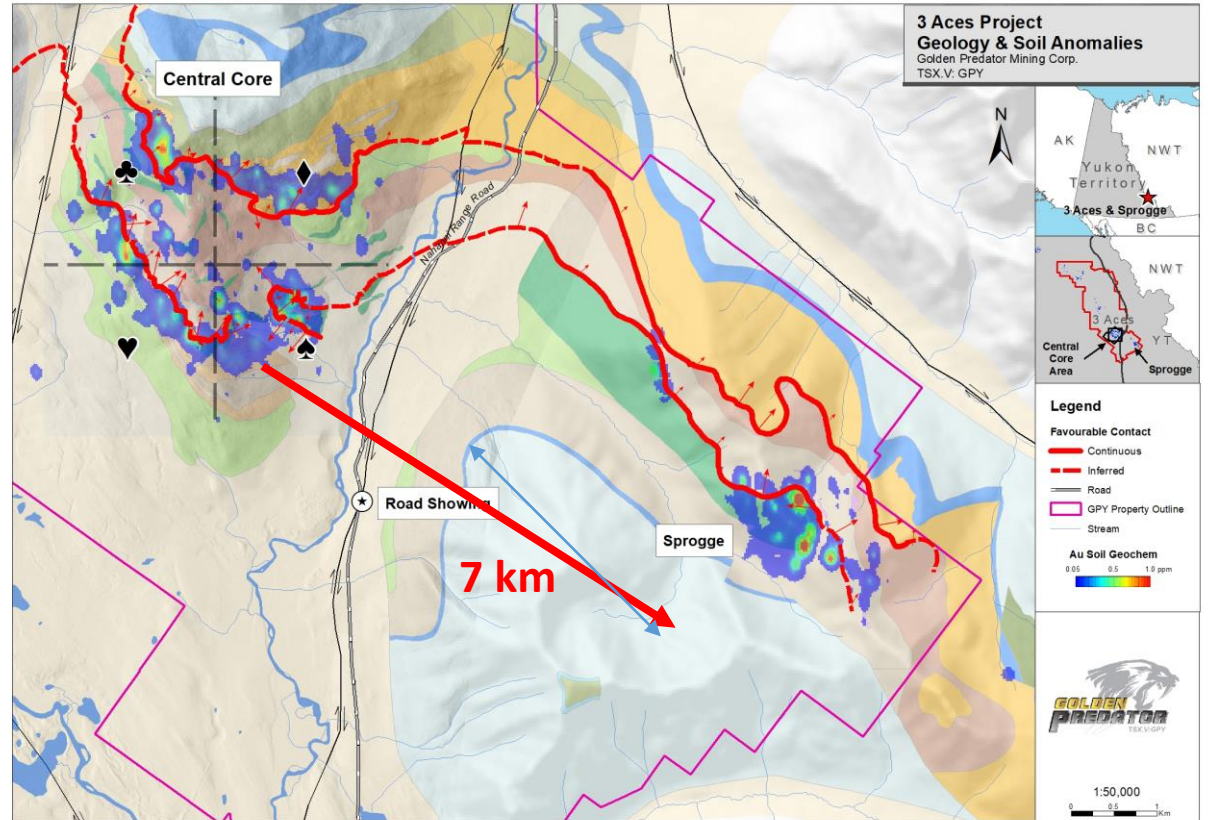 3 Aces Project
Geology & Soil Anomalies
Golden Predator Mining Corp.
TSX.V: GPY
Central Core
N
Nahanni Range Road
Road Showing
Sprogge
7 km
AK
NWT
Yukon
Territory
3 Aces & Sprogge
BC
NWT
3 Aces
YT
Central
Core
Area
Sprogge
Legend
Favourable Contact
Continuous
Inferred
Road
GPY Property Outline
Stream
Au Soil Geochem
0.05 0.5 1.0 ppm
GOLDEN
PREDATOR
TSX.V:GPY
1:50,000
0 0.5 1
Km